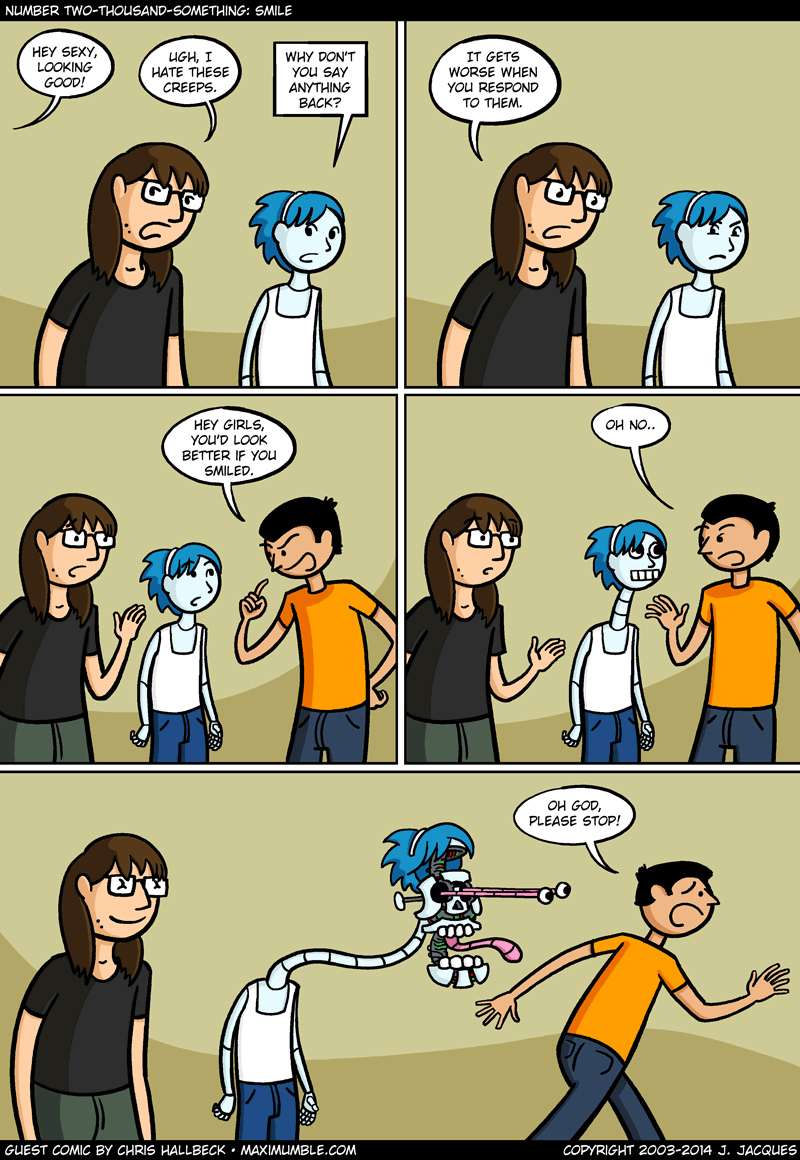 NUMBER TWO-THOUSAND-SOMETHING: SMILE
HEY SEXY,
LOOKING
GOOD!
UGH, I
HATE THESE
CREEPS.
WHY DON'T
YOU SAY
ANYTHING
BACK?
IT GETS
WORSE WHEN
YOU RESPOND
TO THEM.
HEY GIRLS,
YOU'D LOOK
BETTER IF YOU
SMILED.
OH NO..
OH GOD,
PLEASE STOP!
GUEST COMIC BY CHRIS HALLBECK • MAXIMUMBLE.COM
COPYRIGHT 2003-2014 J. JACQUES